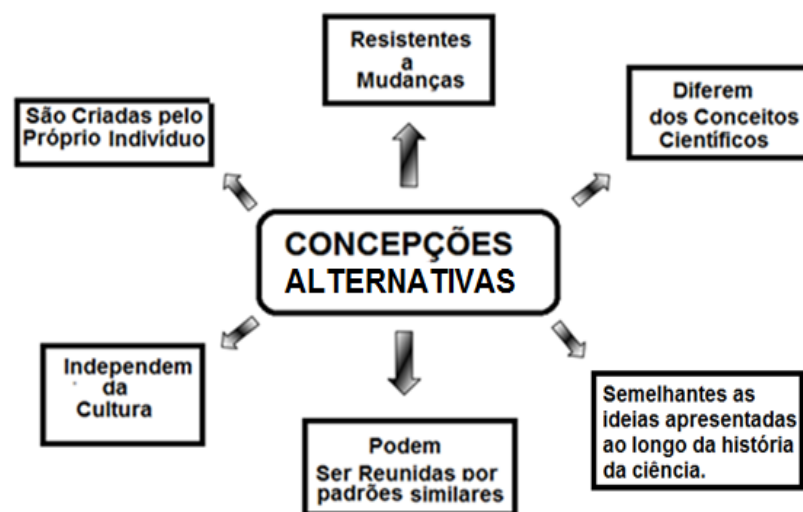 Resistentes
a
Mudanças
São Criadas pelo
Próprio Indivíduo
Diferem
dos Conceitos
Científicos
CONCEPÇÕES
ALTERNATIVAS
Independem
da
Cultura
Podem
Ser Reunidas por
padrões similares
Semelhantes as
ideias apresentadas
ao longo da história
da ciência.